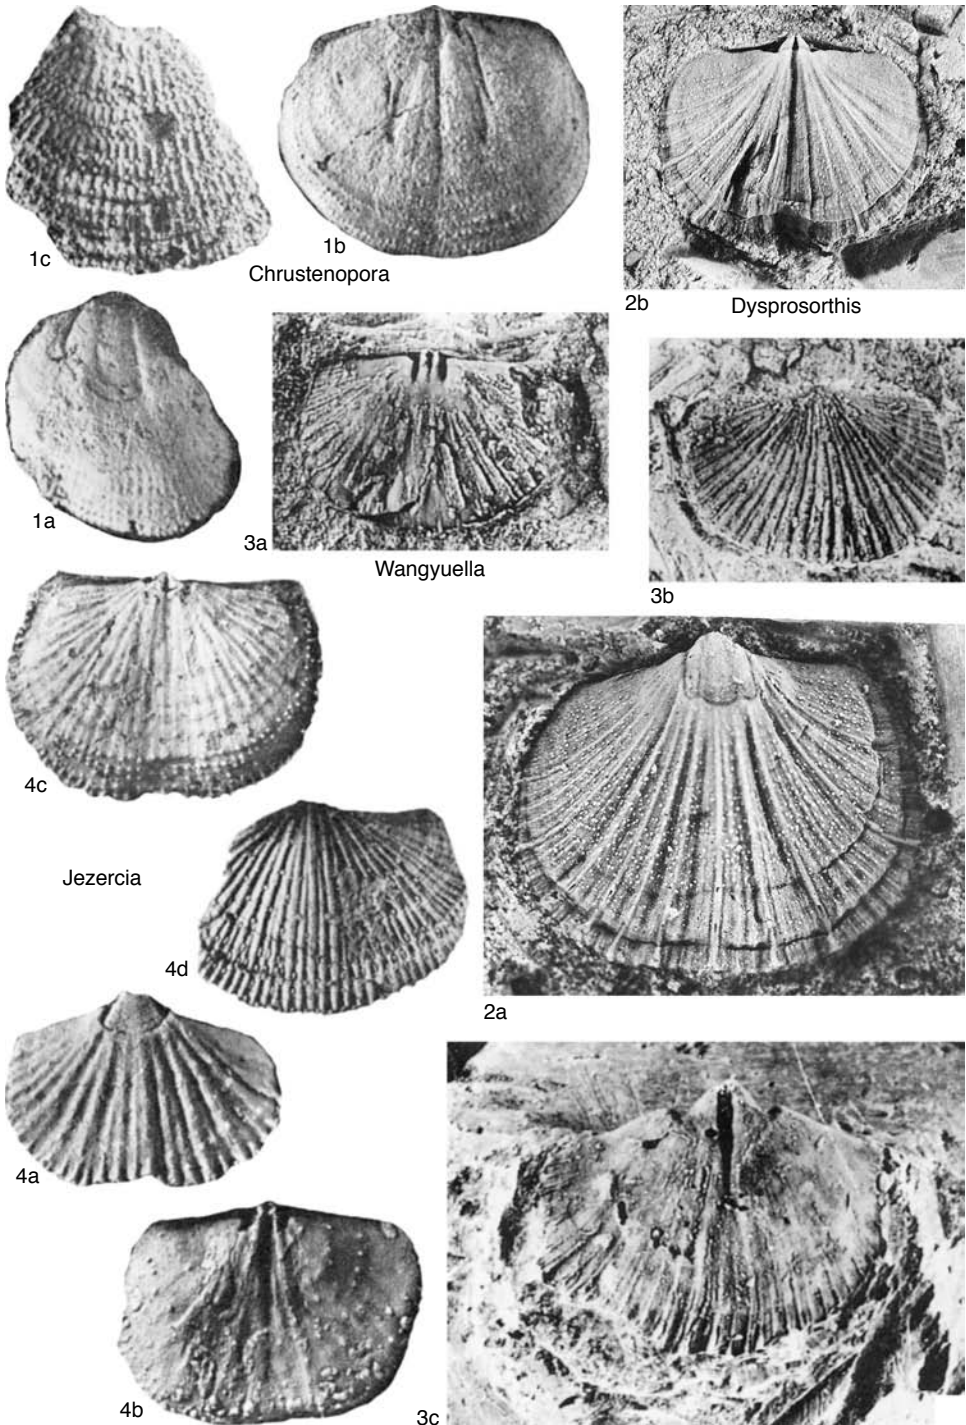 1c
1b
Chrustenopora
2b
Dysprosorthis
1a
3a
Wangyuella
3b
4c
Jezercia
4d
2a
4a
4b
3c